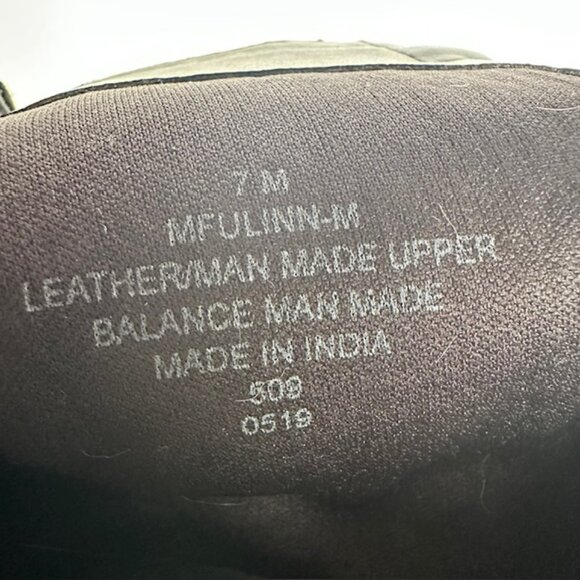 7 M
MFULINN-M
LEATHER/MAN MADE UPPER
BALANCE MAN MADE
MADE IN INDIA
509
0519